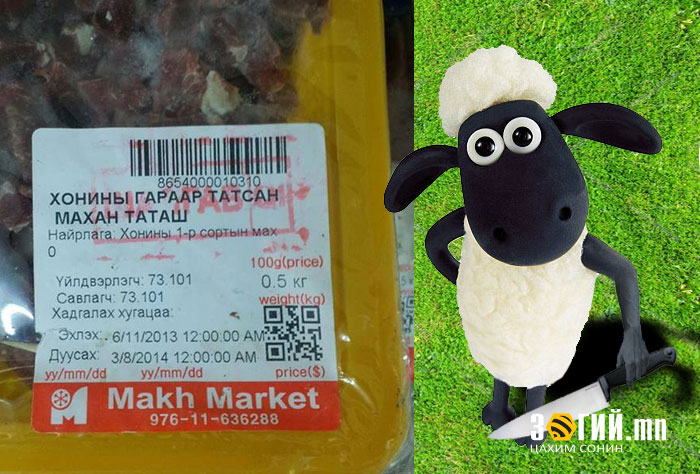 8654000010310
ХОНИНЫ ГАРААР ТАТСАН
МАХАН ТАТАШ
Найрлага: Хонины 1-р сортын мах
0
100g(price)
Үйлдвэрлэгч: 73.101
0.5 кг
Савлагч: 73.101
weight(kg)
Хадгалах хугацаа:
Эхлэх: 6/11/2013 12:00:00 AM
Дуусах: 3/8/2014 12:00:00 AM
yy/mm/dd yy/mm/dd price($)
Makh Market
976-11-636288
ЗӨГИЙ.мп
ЦАХИМ СОНИН